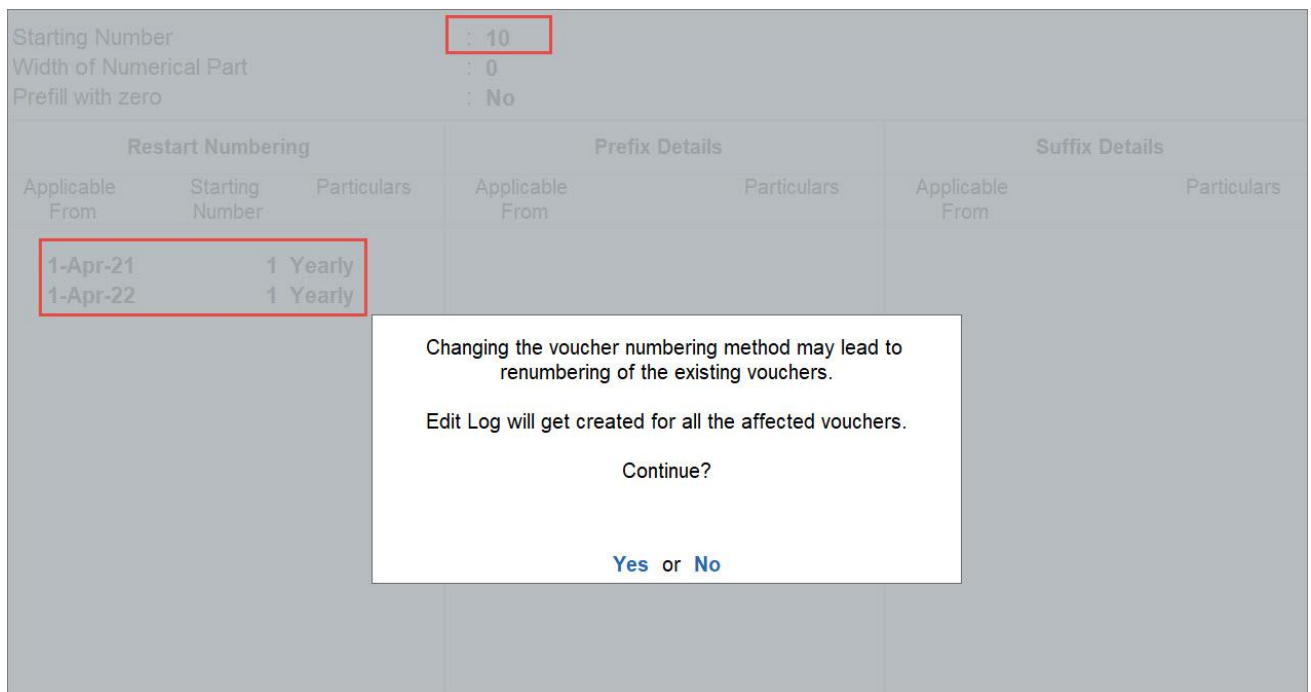 Starting Number : 10
Width of Numerical Part : 0
Prefill with zero : No
Restart Numbering Prefix Details Suffix Details
Applicable Starting Particulars Applicable Particulars Applicable Particulars
From Number From From
1-Apr-21 1 Yearly
1-Apr-22 1 Yearly
Changing the voucher numbering method may lead to
renumbering of the existing vouchers.
Edit Log will get created for all the affected vouchers.
Continue?
Yes or No